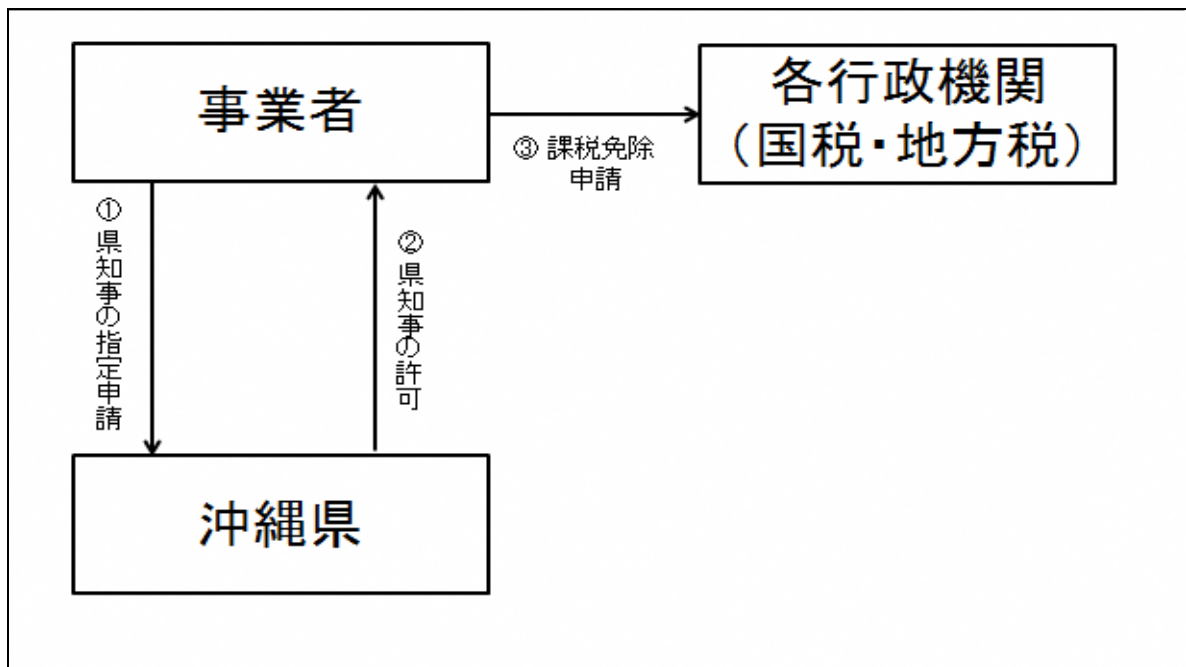 事業者
各行政機関
（国税・地方税）
③ 課税免除
申請
① 県知事の指定申請
② 県知事の許可
沖縄県